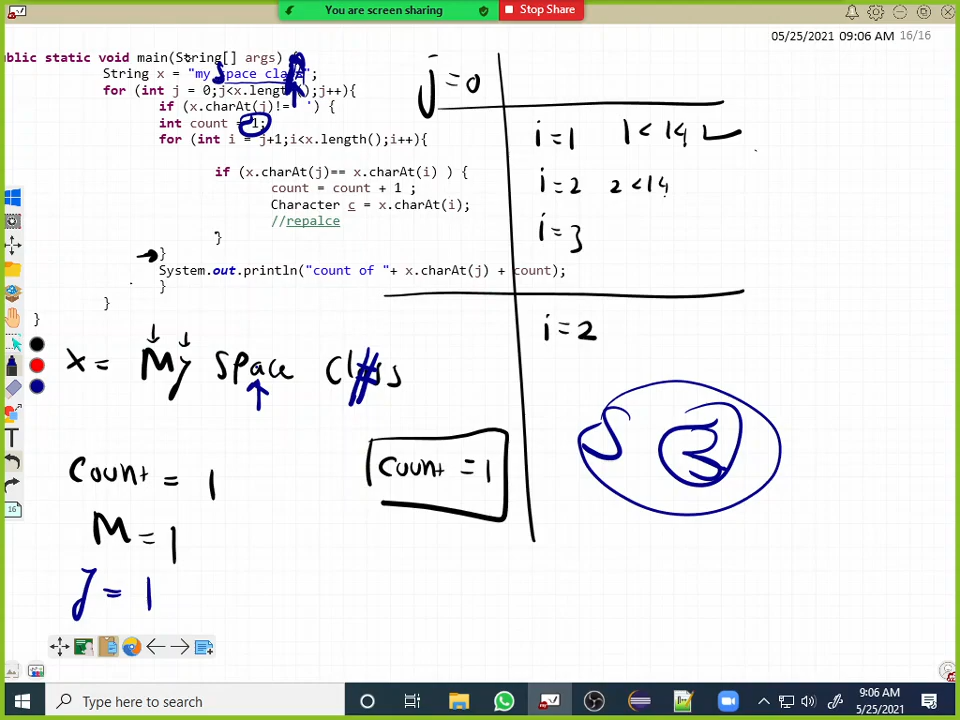 You are screen sharing
Stop Share
05/25/2021 09:06 AM 16/16
ublic static void main(String[] args) {
String x = "my space class";
for (int j = 0;j<x.length();j++){
if (x.charAt(j)!= ' ') {
int count = 1;
for (int i = j+1;i<x.length();i++){
if (x.charAt(j)== x.charAt(i) ) {
count = count + 1 ;
Character c = x.charAt(i);
//repalce
}
}
System.out.println("count of "+ x.charAt(j) + count);
}
}
}
j = 0
i = 1 1 < 14
i = 2 2 < 14
i = 3
i = 2
X = My Space Class
Count = 1
M = 1
y = 1
Count = 1
S 3
16
Type here to search
9:06 AM
5/25/2021